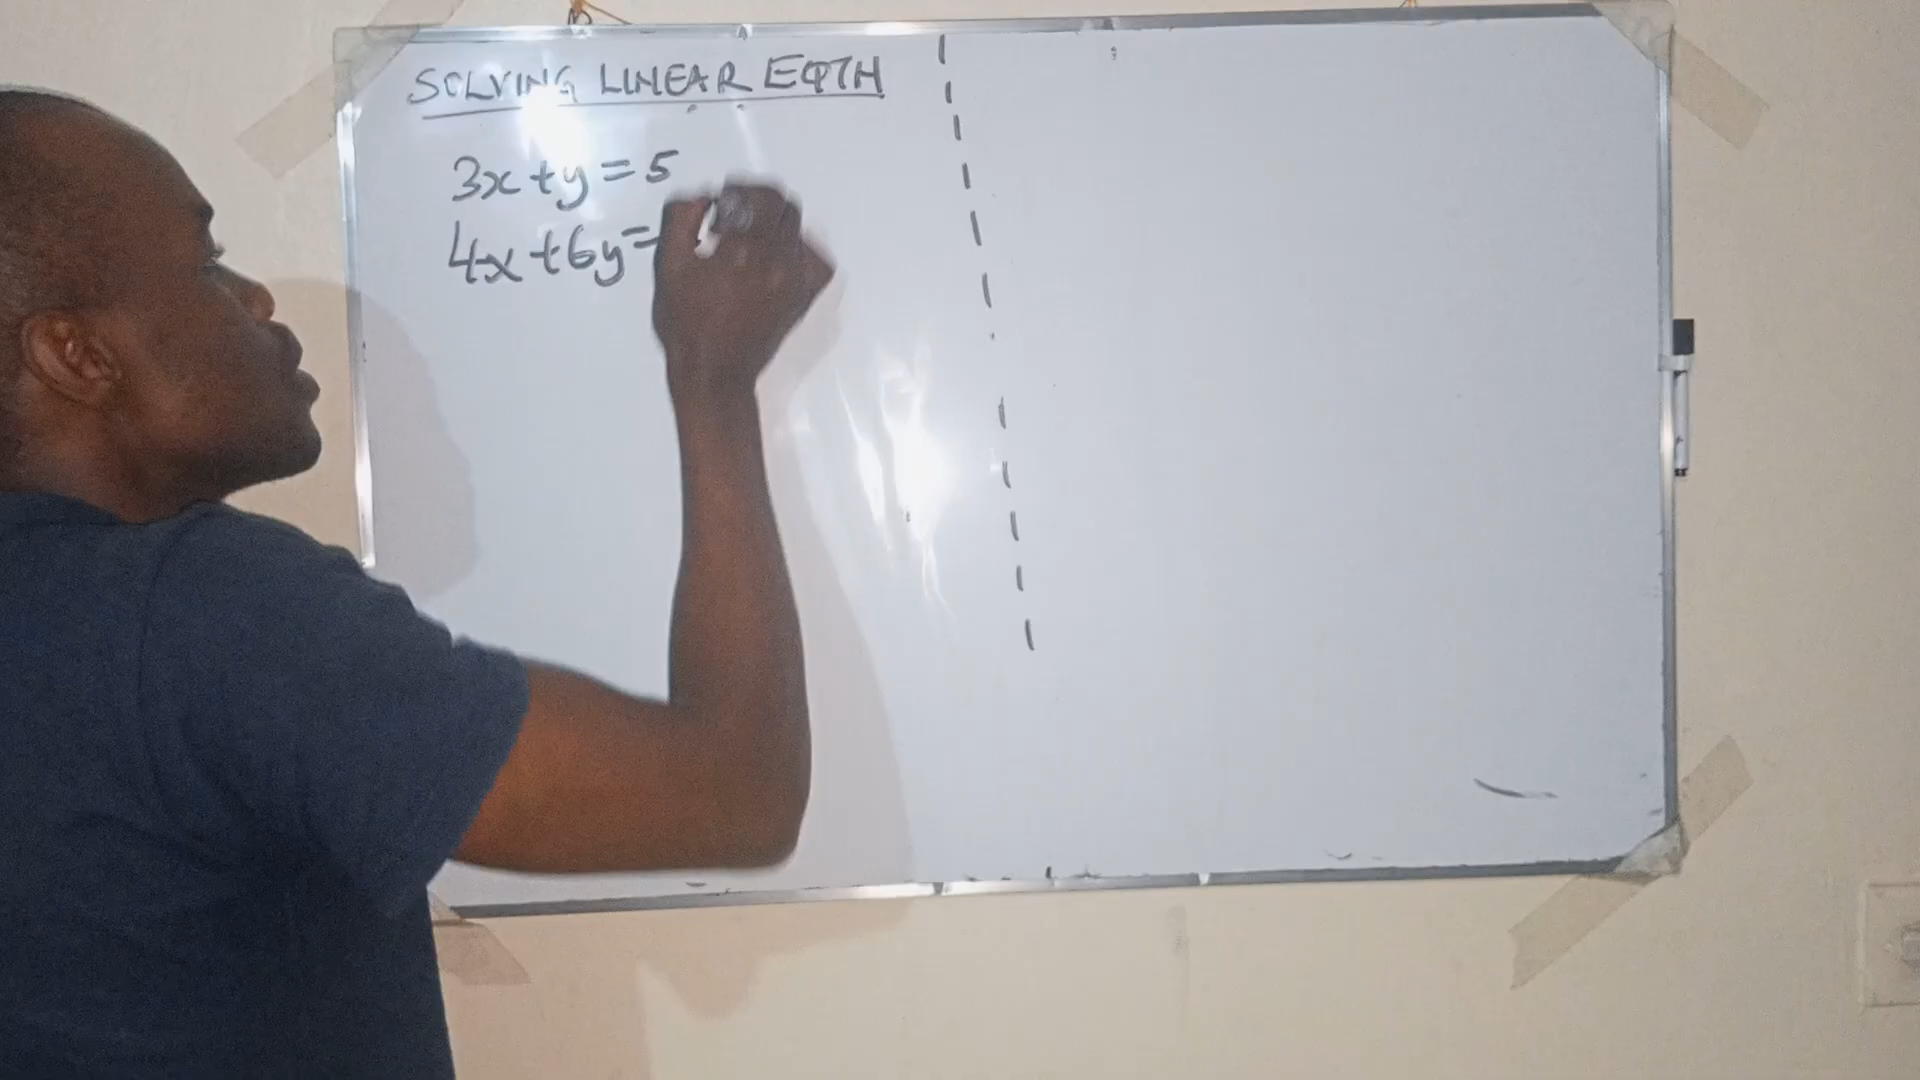 SOLVING LINEAR EQTN
3x + y = 5
4x + 6y =